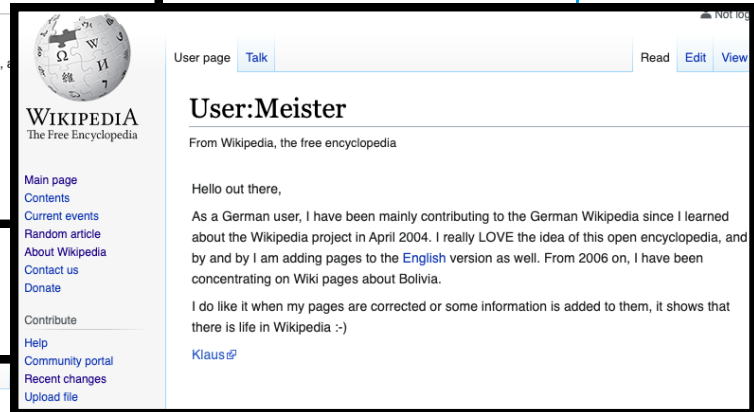 Not log
User page Talk Read Edit View
WIKIPEDIA
The Free Encyclopedia
Main page
Contents
Current events
Random article
About Wikipedia
Contact us
Donate
Contribute
Help
Community portal
Recent changes
Upload file
User:Meister
From Wikipedia, the free encyclopedia
Hello out there,
As a German user, I have been mainly contributing to the German Wikipedia since I learned
about the Wikipedia project in April 2004. I really LOVE the idea of this open encyclopedia, and
by and by I am adding pages to the English version as well. From 2006 on, I have been
concentrating on Wiki pages about Bolivia.
I do like it when my pages are corrected or some information is added to them, it shows that
there is life in Wikipedia :-)
Klaus